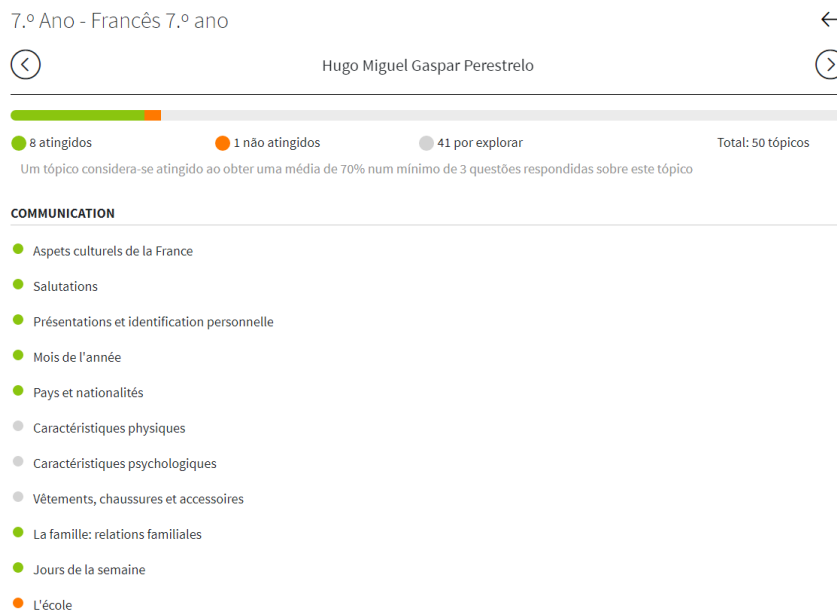 7.º Ano - Francês 7.º ano
Hugo Miguel Gaspar Perestrelo
8 atingidos 1 não atingidos 41 por explorar Total: 50 tópicos
Um tópico considera-se atingido ao obter uma média de 70% num mínimo de 3 questões respondidas sobre este tópico
COMMUNICATION
Aspets culturels de la France
Salutations
Présentations et identification personnelle
Mois de l'année
Pays et nationalités
Caractéristiques physiques
Caractéristiques psychologiques
Vêtements, chaussures et accessoires
La famille: relations familiales
Jours de la semaine
L'école